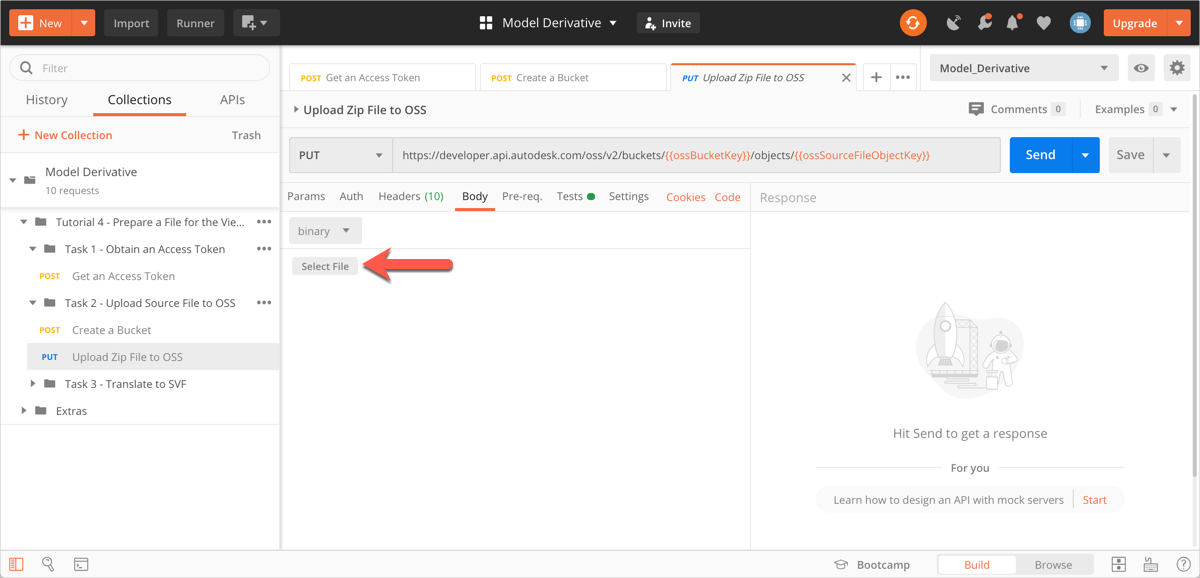 New Import Runner Model Derivative Invite Upgrade
Filter
History Collections APIs
New Collection Trash
Model Derivative
10 requests
Tutorial 4 - Prepare a File for the Vie...
Task 1 - Obtain an Access Token
POST Get an Access Token
Task 2 - Upload Source File to OSS
POST Create a Bucket
PUT Upload Zip File to OSS
Task 3 - Translate to SVF
Extras
POST Get an Access Token POST Create a Bucket PUT Upload Zip File to OSS Model_Derivative
Upload Zip File to OSS Comments 0 Examples 0
PUT https://developer.api.autodesk.com/oss/v2/buckets/{{ossBucketKey}}/objects/{{ossSourceFileObjectKey}} Send Save
Params Auth Headers (10) Body Pre-req. Tests Settings Cookies Code Response
binary
Select File
Hit Send to get a response
For you
Learn how to design an API with mock servers Start
Bootcamp Build Browse